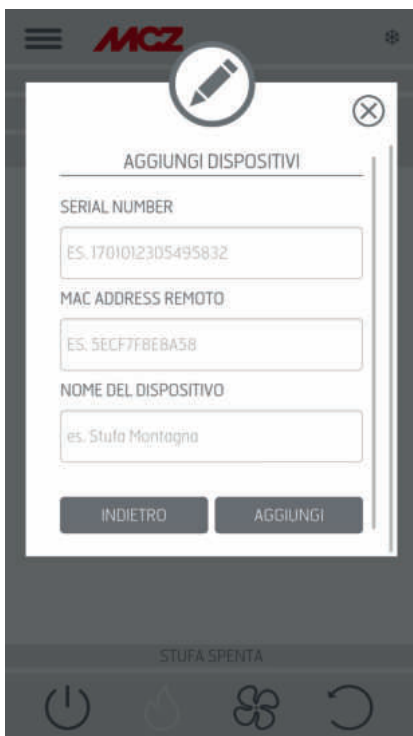 MCZ
AGGIUNGI DISPOSITIVI
SERIAL NUMBER
ES. 1701012305495832
MAC ADDRESS REMOTO
ES. 5ECF7F8E8A58
NOME DEL DISPOSITIVO
es. Stufa Montagna
INDIETRO AGGIUNGI
STUFA SPENTA